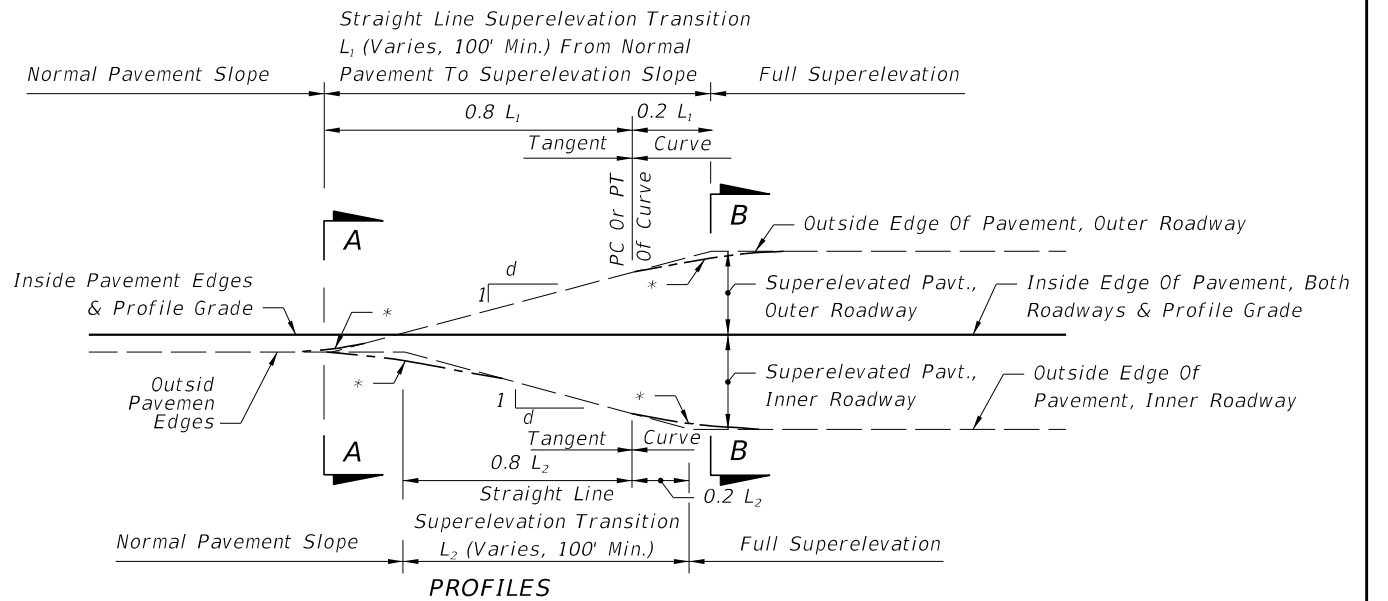 Straight Line Superelevation Transition
L₁ (Varies, 100' Min.) From Normal
Normal Pavement Slope
Pavement To Superelevation Slope
Full Superelevation
0.8 L₁
0.2 L₁
Tangent
Curve
PC Or PT
Of Curve
A
B
Outside Edge Of Pavement, Outer Roadway
d
1
*
Inside Pavement Edges
& Profile Grade
*
Superelevated Pavt.,
Outer Roadway
Inside Edge Of Pavement, Both
Roadways & Profile Grade
Outsid
Pavemen
Edges
*
1
d
*
Superelevated Pavt.,
Inner Roadway
Outside Edge Of
Pavement, Inner Roadway
A
Tangent
Curve
B
0.8 L₂
0.2 L₂
Straight Line
Superelevation Transition
L₂ (Varies, 100' Min.)
Normal Pavement Slope
Full Superelevation
PROFILES